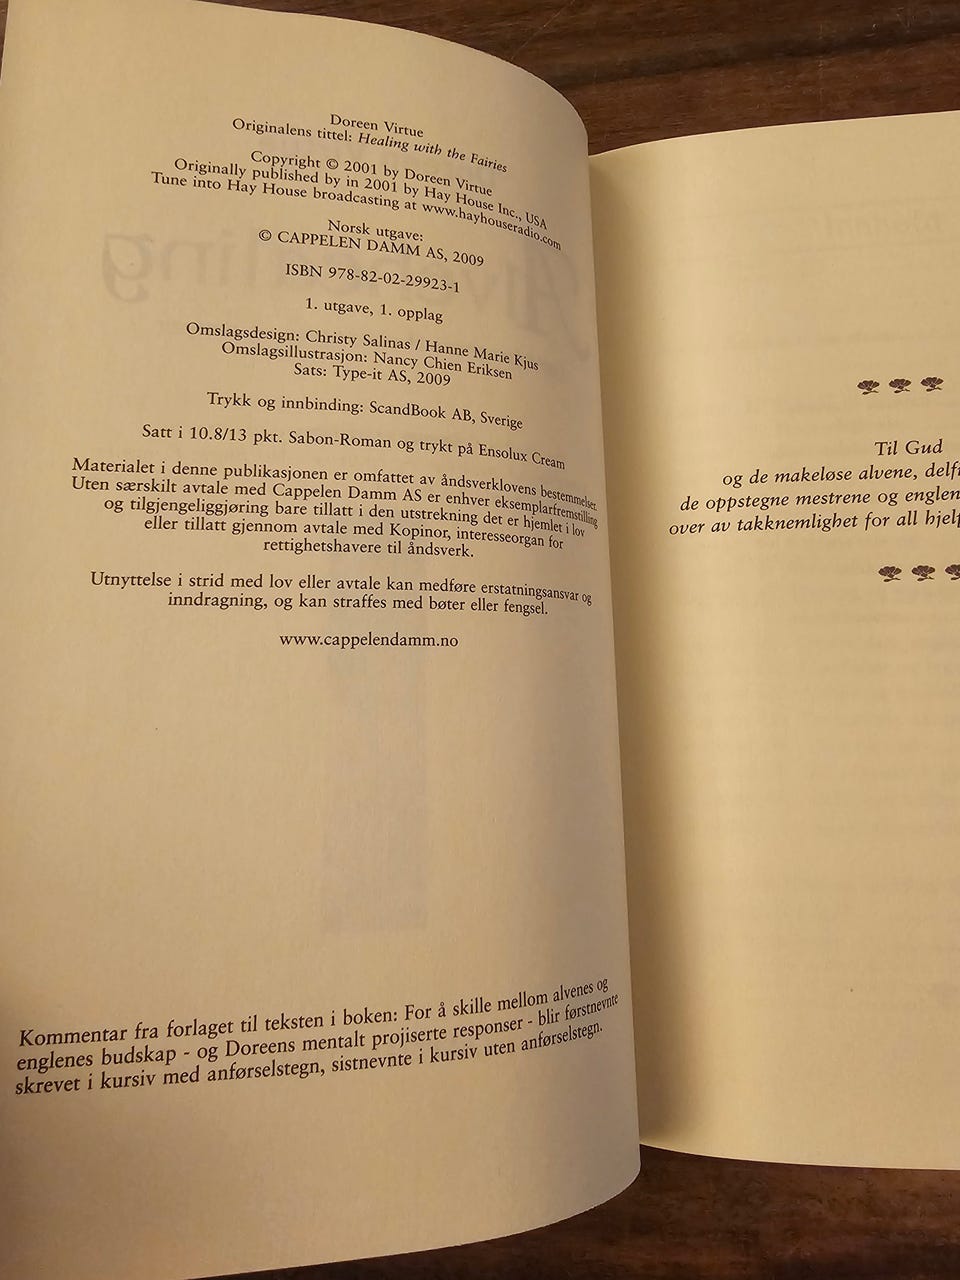 Doreen Virtue
Originalens tittel: Healing with the Fairies
Copyright © 2001 by Doreen Virtue
Originally published by in 2001 by Hay House Inc., USA
Tune into Hay House broadcasting at www.hayhouseradio.com
Norsk utgave:
© CAPPELEN DAMM AS, 2009
ISBN 978-82-02-29923-1
1. utgave, 1. opplag
Omslagsdesign: Christy Salinas / Hanne Marie Kjus
Omslagsillustrasjon: Nancy Chien Eriksen
Sats: Type-it AS, 2009
Trykk og innbinding: ScandBook AB, Sverige
Satt i 10.8/13 pkt. Sabon-Roman og trykt på Ensolux Cream
Materialet i denne publikasjonen er omfattet av åndsverklovens bestemmelser.
Uten særskilt avtale med Cappelen Damm AS er enhver eksemplarfremstilling
og tilgjengeliggjøring bare tillatt i den utstrekning det er hjemlet i lov
eller tillatt gjennom avtale med Kopinor, interesseorgan for
rettighetshavere til åndsverk.
Utnyttelse i strid med lov eller avtale kan medføre erstatningsansvar og
inndragning, og kan straffes med bøter eller fengsel.
www.cappelendamm.no
Kommentar fra forlaget til teksten i boken: For å skille mellom alvenes og
englenes budskap - og Doreens mentalt projiserte responser - blir førstnevnte
skrevet i kursiv med anførselstegn, sistnevnte i kursiv uten anførselstegn.
Til Gud
og de makeløse alvene, delfi
de oppstegne mestrene og englen
over av takknemlighet for all hjelp